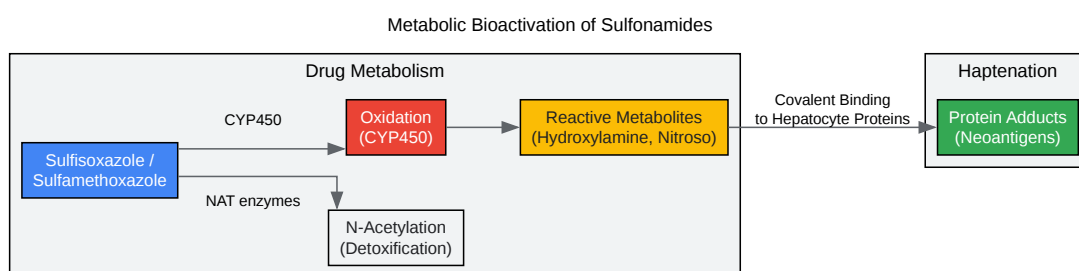 Metabolic Bioactivation of Sulfonamides
Drug Metabolism
Haptenation
CYP450
Oxidation
(CYP450)
Reactive Metabolites
(Hydroxylamine, Nitroso)
Covalent Binding
to Hepatocyte Proteins
Protein Adducts
(Neoantigens)
Sulfisoxazole /
Sulfamethoxazole
NAT enzymes
N-Acetylation
(Detoxification)